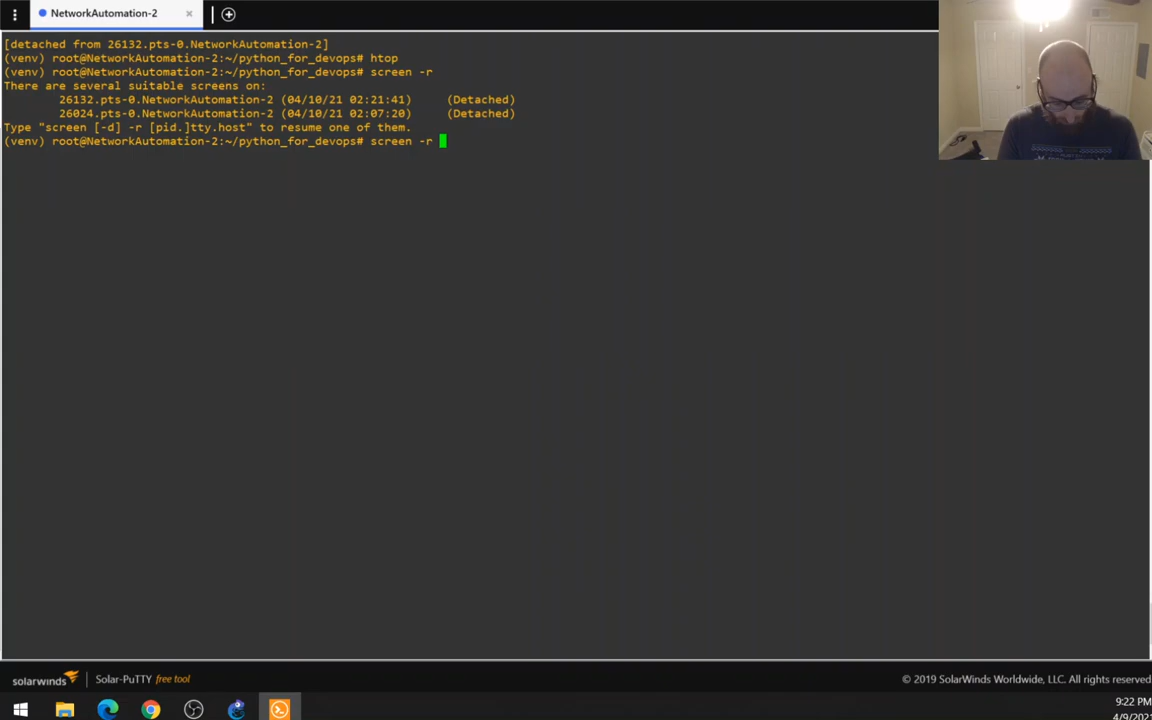 NetworkAutomation-2
[detached from 26132.pts-0.NetworkAutomation-2]
(venv) root@NetworkAutomation-2:~/python_for_devops# htop
(venv) root@NetworkAutomation-2:~/python_for_devops# screen -r
There are several suitable screens on:
26132.pts-0.NetworkAutomation-2 (04/10/21 02:21:41) (Detached)
26024.pts-0.NetworkAutomation-2 (04/10/21 02:07:20) (Detached)
Type "screen [-d] -r [pid.]tty.host" to resume one of them.
(venv) root@NetworkAutomation-2:~/python_for_devops# screen -r
solarwinds Solar-PuTTY free tool © 2019 SolarWinds Worldwide, LLC. All rights reserved
9:22 PM